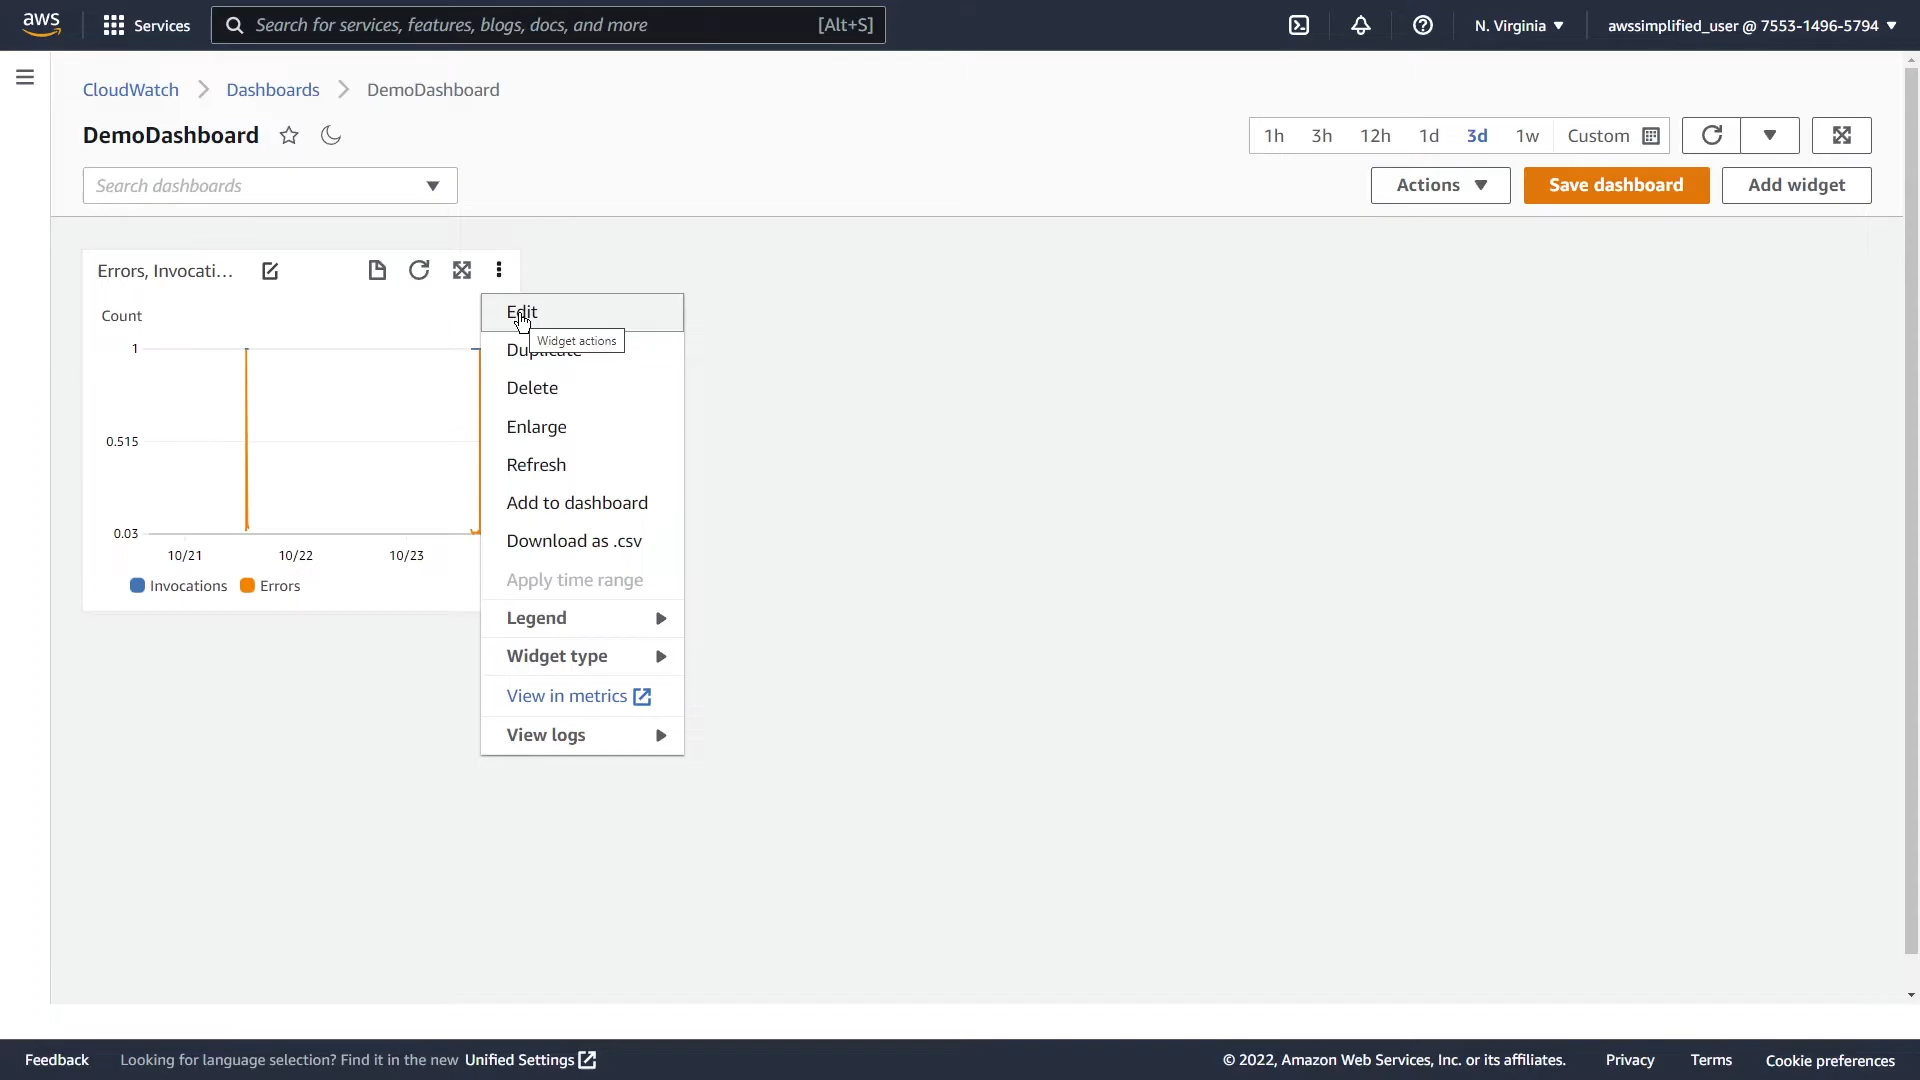 aws Services Search for services, features, blogs, docs, and more [Alt+S] N. Virginia ▼ awssimplified_user @ 7553-1496-5794 ▼
CloudWatch Dashboards DemoDashboard
DemoDashboard 1h 3h 12h 1d 3d 1w Custom
Search dashboards Actions Save dashboard Add widget
Errors, Invocati...
Count
1
0.515
0.03
10/21 10/22 10/23
Invocations Errors
Edit
Widget actions
Duplicate
Delete
Enlarge
Refresh
Add to dashboard
Download as .csv
Apply time range
Legend
Widget type
View in metrics
View logs
Feedback Looking for language selection? Find it in the new Unified Settings © 2022, Amazon Web Services, Inc. or its affiliates. Privacy Terms Cookie preferences